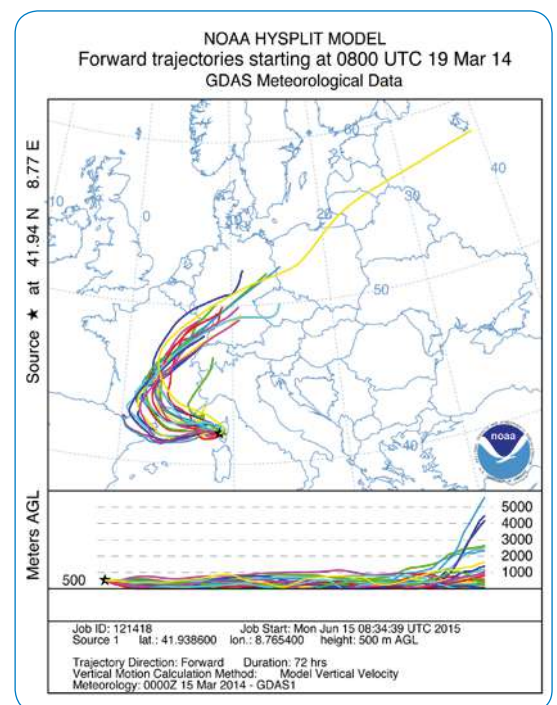 NOAA HYSPLIT MODEL
Forward trajectories starting at 0800 UTC 19 Mar 14
GDAS Meteorological Data
Source ★ at 41.94 N 8.77 E
-10
0
10
20
60
30
40
50
40
noaa
Meters AGL
500
5000
4000
3000
2000
1000
Job ID: 121418 Job Start: Mon Jun 15 08:34:39 UTC 2015
Source 1 lat.: 41.938600 lon.: 8.765400 height: 500 m AGL
Trajectory Direction: Forward Duration: 72 hrs
Vertical Motion Calculation Method: Model Vertical Velocity
Meteorology: 0000Z 15 Mar 2014 - GDAS1